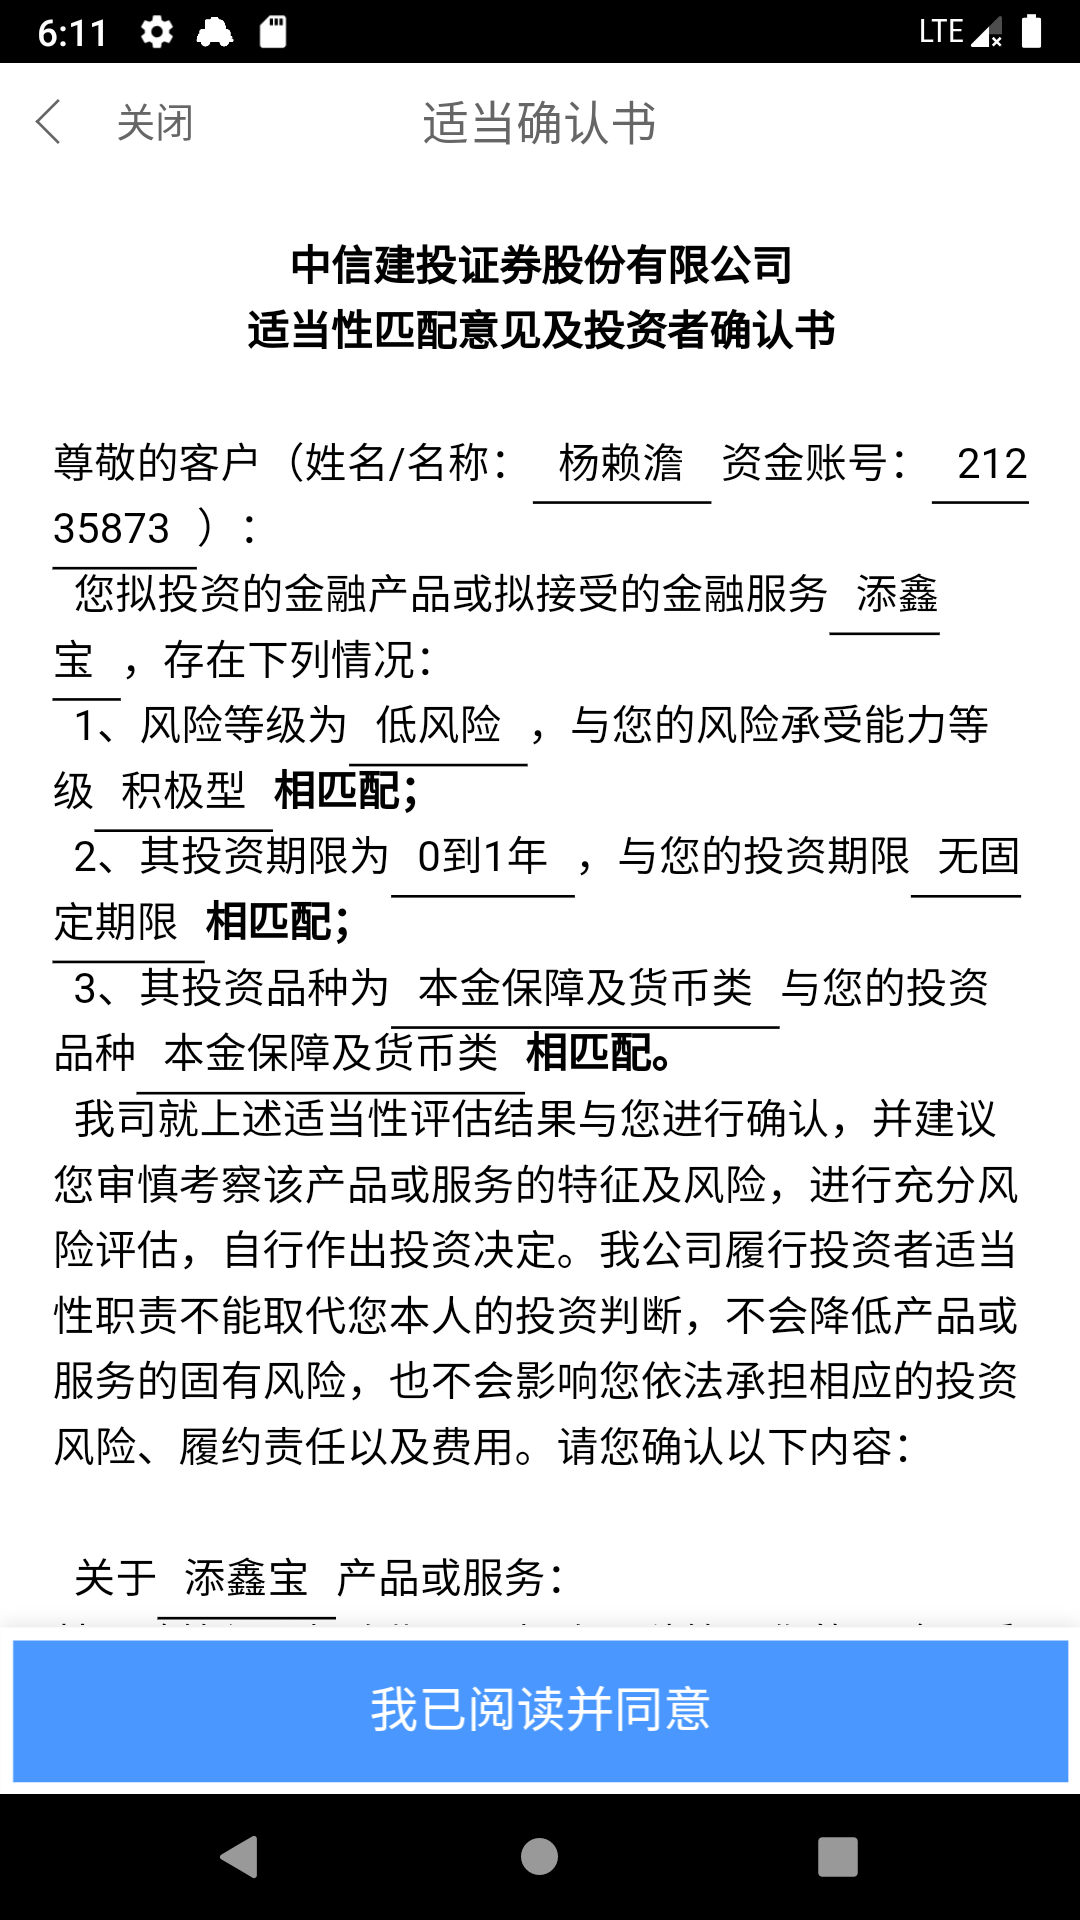 6:11
LTE
关闭
适当确认书
中信建投证券股份有限公司
适当性匹配意见及投资者确认书
尊敬的客户（姓名/名称： 杨赖澹 资金账号： 212
35873 ）：
您拟投资的金融产品或拟接受的金融服务 添鑫
宝 ，存在下列情况：
1、风险等级为 低风险 ，与您的风险承受能力等
级 积极型 相匹配；
2、其投资期限为 0到1年 ，与您的投资期限 无固
定期限 相匹配；
3、其投资品种为 本金保障及货币类 与您的投资
品种 本金保障及货币类 相匹配。
我司就上述适当性评估结果与您进行确认，并建议
您审慎考察该产品或服务的特征及风险，进行充分风
险评估，自行作出投资决定。我公司履行投资者适当
性职责不能取代您本人的投资判断，不会降低产品或
服务的固有风险，也不会影响您依法承担相应的投资
风险、履约责任以及费用。请您确认以下内容：
关于 添鑫宝 产品或服务：
我已阅读并同意